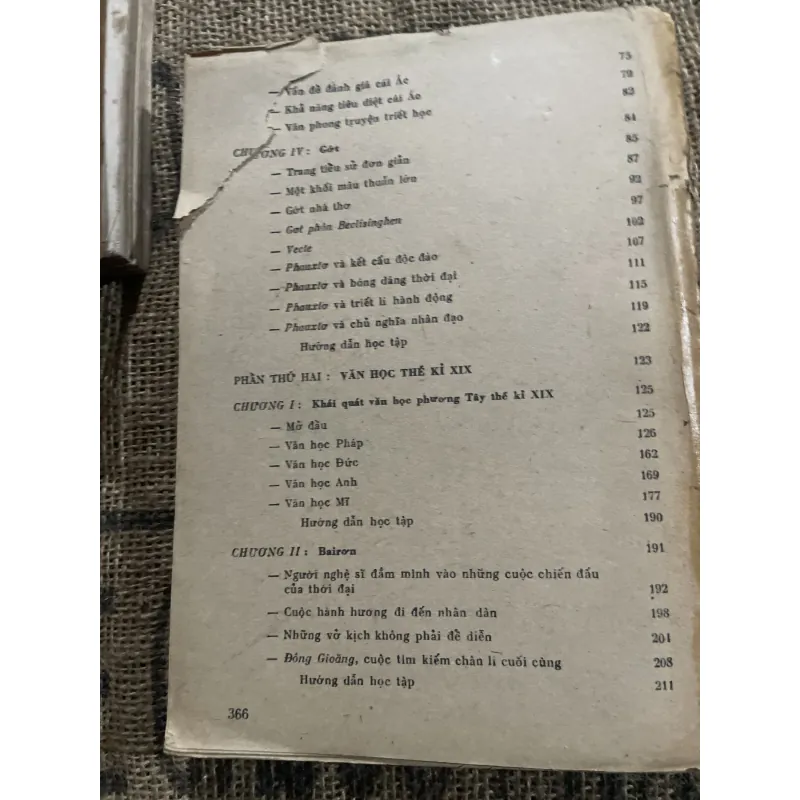 — Vấn đề đánh giá cái Ác 75
— Khả năng tiêu diệt cái Ác 79
— Văn phong truyện triết học 82
84
CHƯƠNG IV : Gớt 85
— Trang tiểu sử đơn giản 87
— Một khối mâu thuẫn lớn 92
— Gớt nhà thơ 97
— Gơt phôn Beclisinghen 102
— Vecte 107
— Phauxtơ và kết cấu độc đáo 111
— Phauxtơ và bóng dáng thời đại 115
— Phauxtơ và triết lí hành động 119
— Phauxtơ và chủ nghĩa nhân đạo 122
Hướng dẫn học tập
PHẦN THỨ HAI : VĂN HỌC THẾ KỈ XIX 123
CHƯƠNG I : Khái quát văn học phương Tây thế kỉ XIX 125
— Mở đầu 125
— Văn học Pháp 126
— Văn học Đức 162
— Văn học Anh 169
— Văn học Mĩ 177
Hướng dẫn học tập 190
CHƯƠNG II : Bairơn 191
— Người nghệ sĩ đắm mình vào những cuộc chiến đấu
của thời đại 192
— Cuộc hành hương đi đến nhân dân 198
— Những vở kịch không phải để diễn 201
— Đông Gioăng, cuộc tìm kiếm chân lí cuối cùng 208
Hướng dẫn học tập 211
366